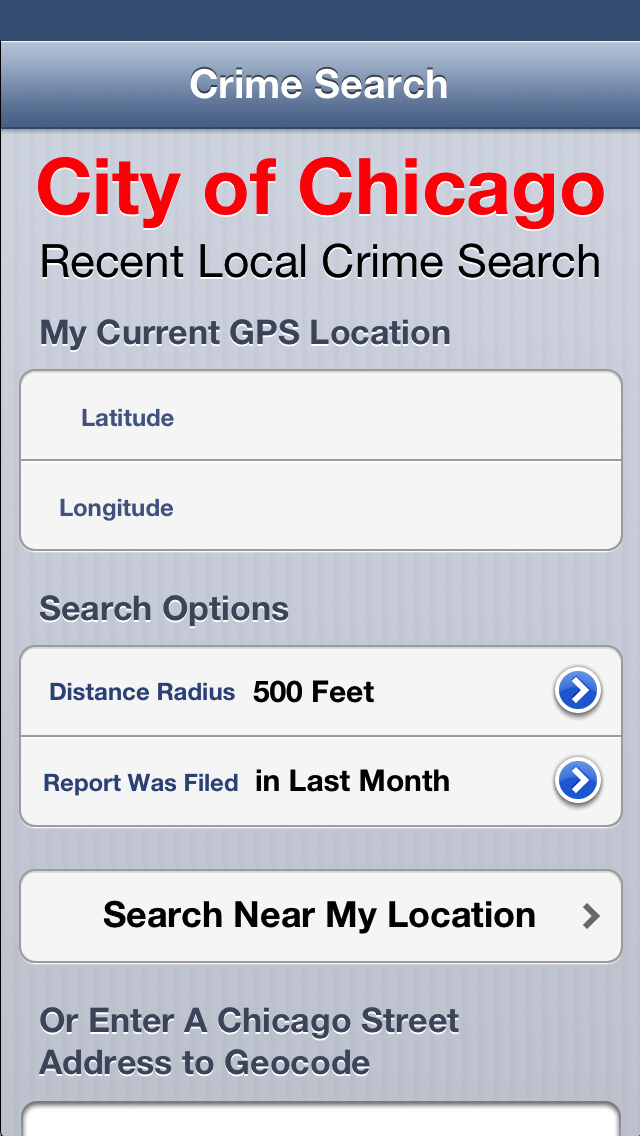 Crime Search
City of Chicago
Recent Local Crime Search
My Current GPS Location
Latitude
Longitude
Search Options
Distance Radius 500 Feet
Report Was Filed in Last Month
Search Near My Location
Or Enter A Chicago Street
Address to Geocode